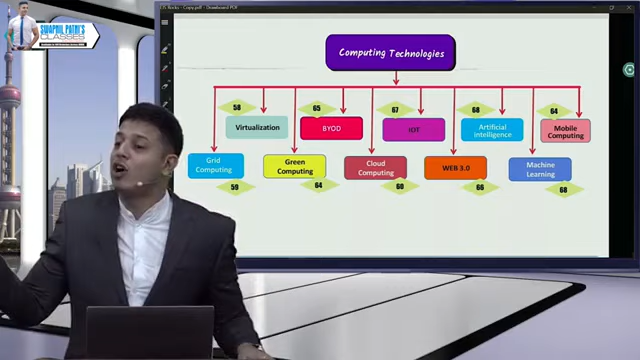 SWAPNIL PATNI'S
CLASSES
Computing Technologies
58
65
67
68
64
Virtualization
BYOD
IOT
Artificial
intelligence
Mobile
Computing
Grid
Computing
Green
Computing
Cloud
Computing
WEB 3.0
Machine
Learning
59
64
60
66
68